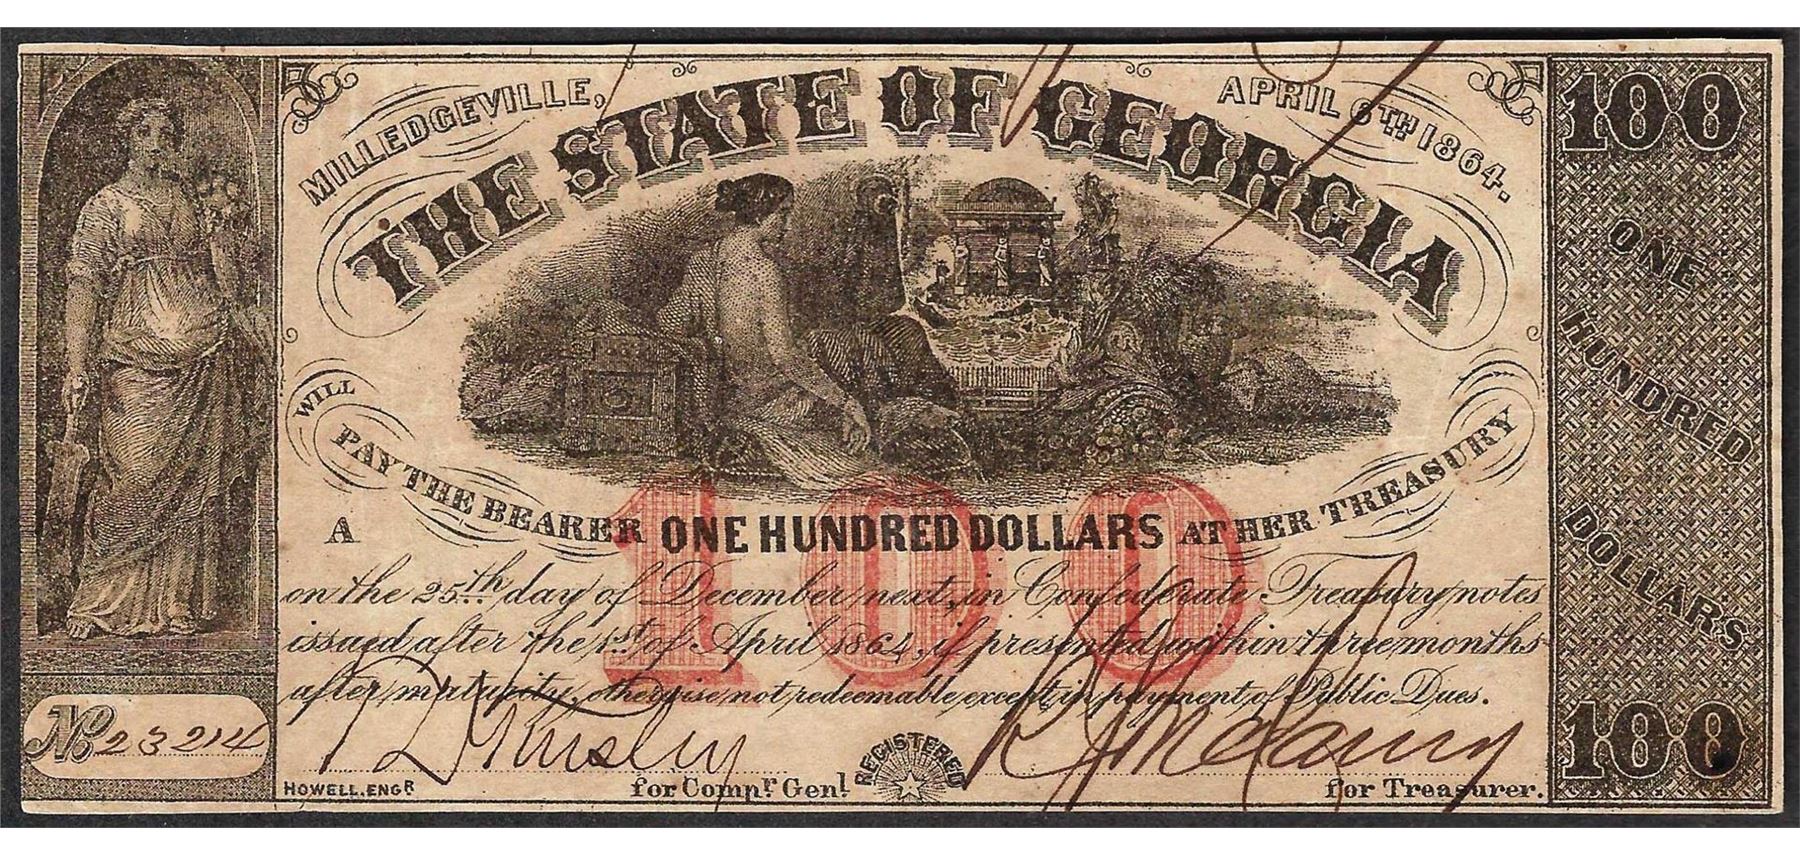 MILLEDGEVILLE,
APRIL 6TH 1864.
THE STATE OF GEORGIA
WILL
PAY THE BEARER ONE HUNDRED DOLLARS AT HER TREASURY
100
A
on the 25th day of December next, in Confederate Treasury notes
issued after the 1st of April 1864, if presented within three months
after maturity, otherwise not redeemable except in payment of Public Dues.
No. 23214
HOWELL, ENGR
for Compr Genl
REGISTERED
for Treasurer.
100
ONE
HUNDRED
DOLLARS
100